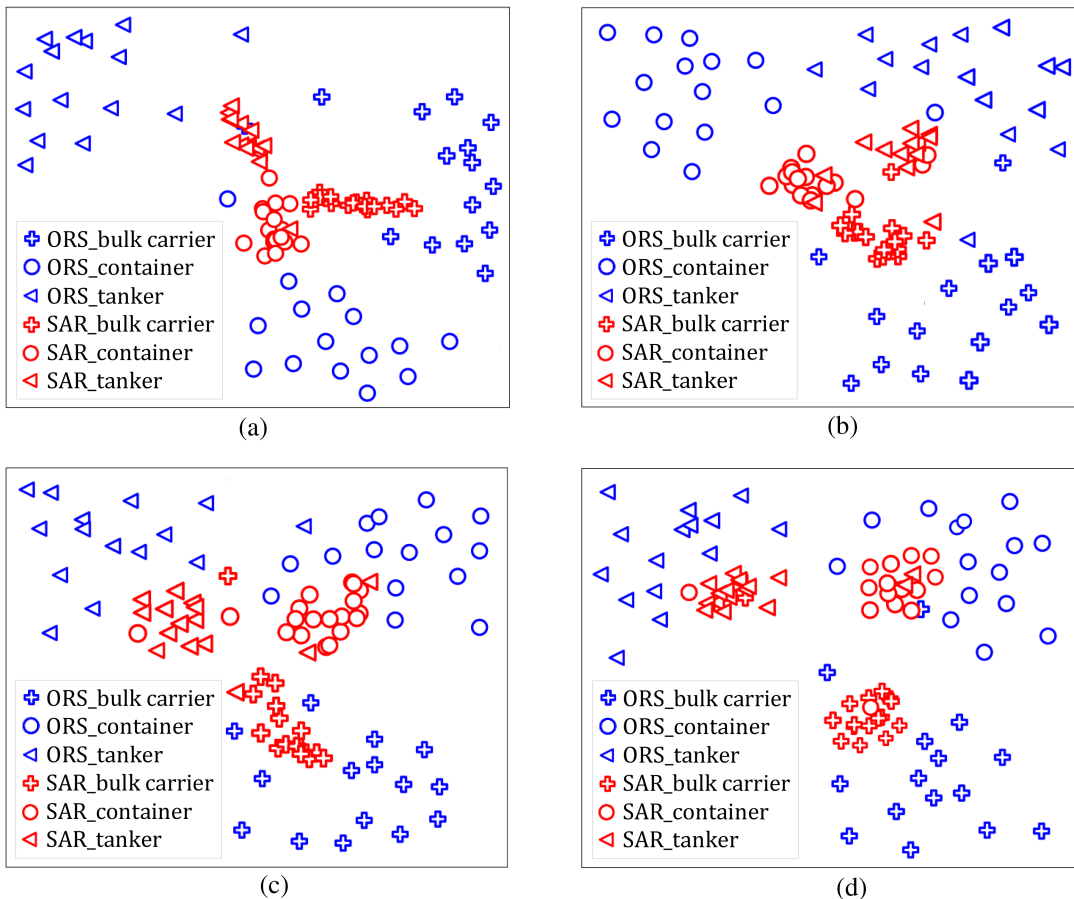 ORS_bulk carrier
ORS_container
ORS_tanker
SAR_bulk carrier
SAR_container
SAR_tanker
(a)
ORS_bulk carrier
ORS_container
ORS_tanker
SAR_bulk carrier
SAR_container
SAR_tanker
(b)
ORS_bulk carrier
ORS_container
ORS_tanker
SAR_bulk carrier
SAR_container
SAR_tanker
(c)
ORS_bulk carrier
ORS_container
ORS_tanker
SAR_bulk carrier
SAR_container
SAR_tanker
(d)